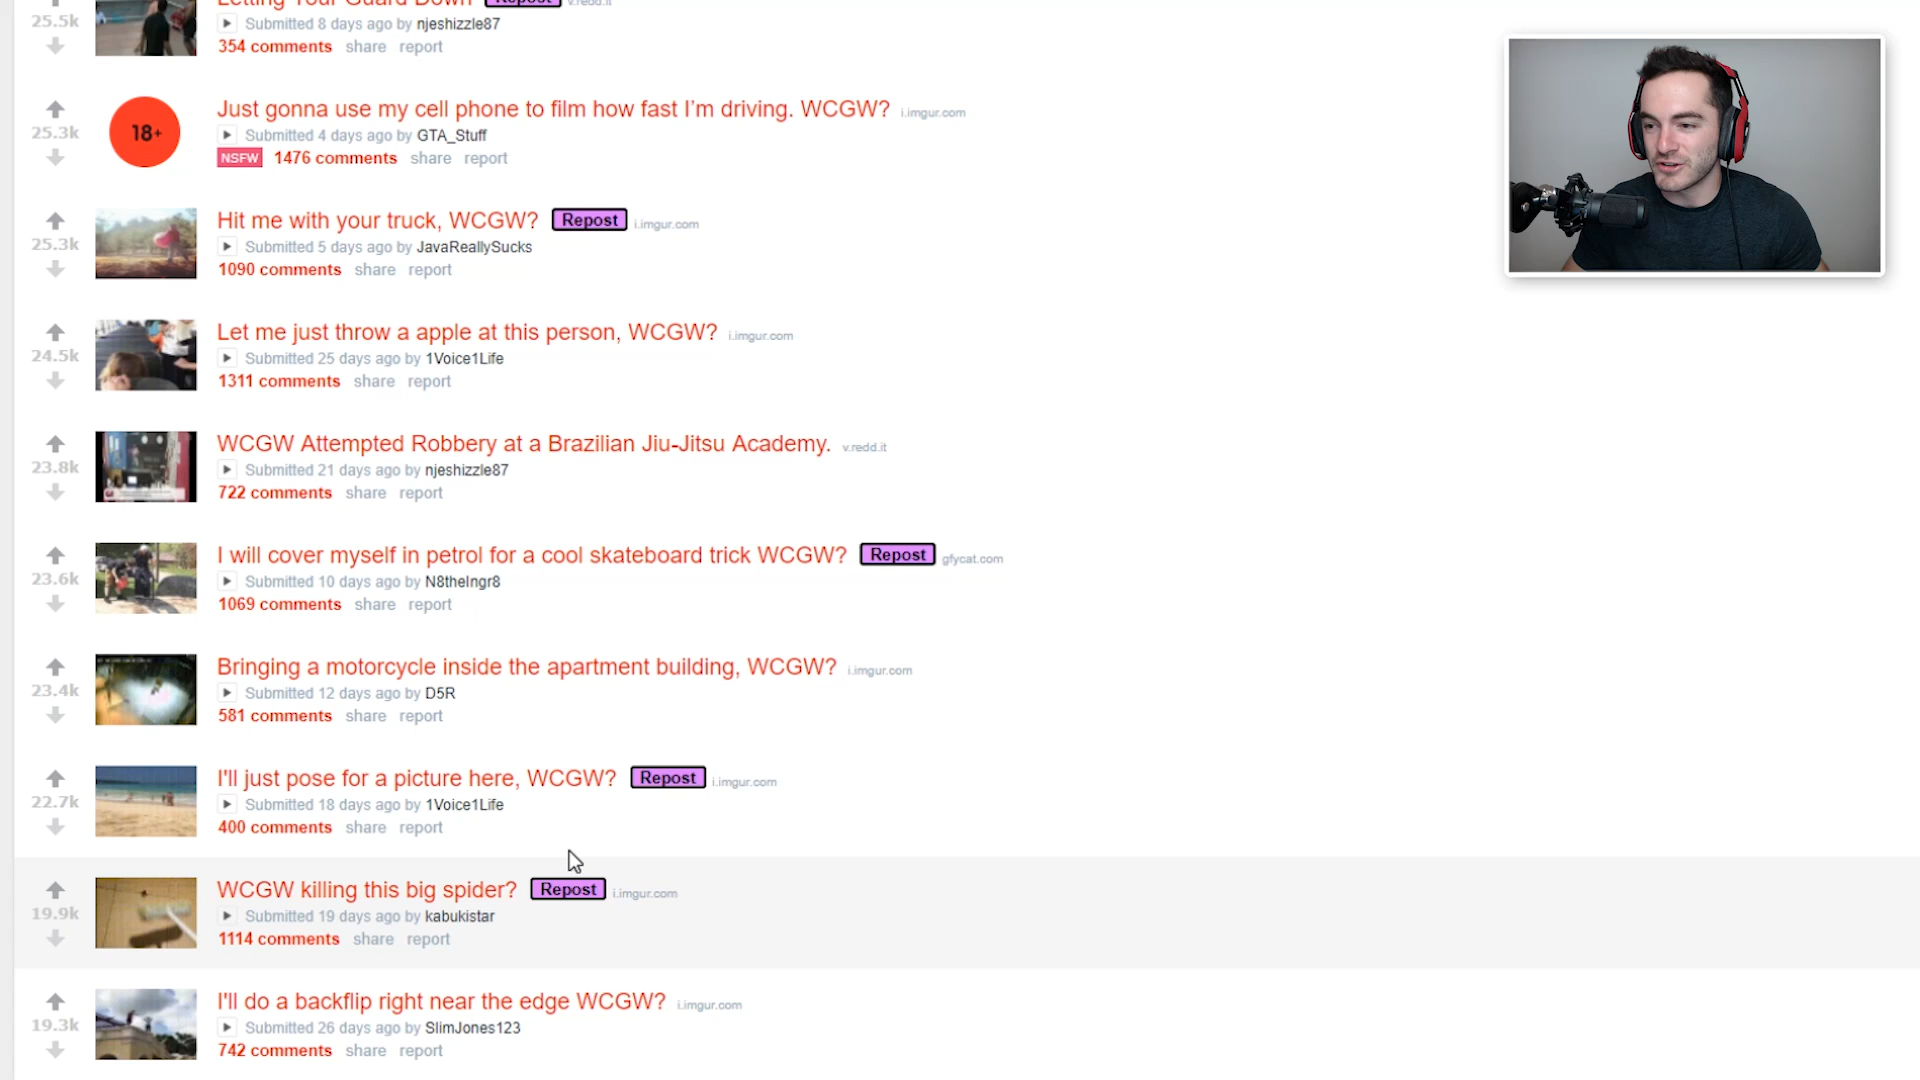 25.5k
Letting Your Guard Down Repost v.redd.it
Submitted 8 days ago by njeshizzle87
354 comments share report
25.3k
18+
Just gonna use my cell phone to film how fast I'm driving. WCGW? i.imgur.com
Submitted 4 days ago by GTA_Stuff
NSFW 1476 comments share report
25.3k
Hit me with your truck, WCGW? Repost i.imgur.com
Submitted 5 days ago by JavaReallySucks
1090 comments share report
24.5k
Let me just throw a apple at this person, WCGW? i.imgur.com
Submitted 25 days ago by 1Voice1Life
1311 comments share report
23.8k
WCGW Attempted Robbery at a Brazilian Jiu-Jitsu Academy. v.redd.it
Submitted 21 days ago by njeshizzle87
722 comments share report
23.6k
I will cover myself in petrol for a cool skateboard trick WCGW? Repost gfycat.com
Submitted 10 days ago by N8theIngr8
1069 comments share report
23.4k
Bringing a motorcycle inside the apartment building, WCGW? i.imgur.com
Submitted 12 days ago by D5R
581 comments share report
22.7k
I'll just pose for a picture here, WCGW? Repost i.imgur.com
Submitted 18 days ago by 1Voice1Life
400 comments share report
19.9k
WCGW killing this big spider? Repost i.imgur.com
Submitted 19 days ago by kabukistar
1114 comments share report
19.3k
I'll do a backflip right near the edge WCGW? i.imgur.com
Submitted 26 days ago by SlimJones123
742 comments share report